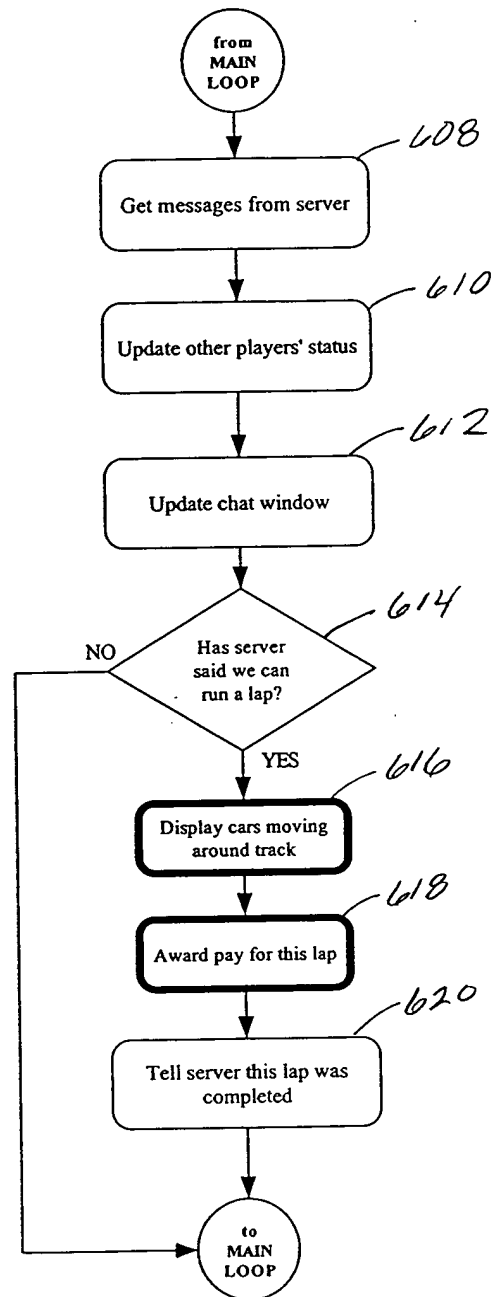 from
MAIN
LOOP
608
Get messages from server
610
Update other players' status
612
Update chat window
614
Has server
said we can
run a lap?
NO
YES
616
Display cars moving
around track
618
Award pay for this lap
620
Tell server this lap was
completed
to
MAIN
LOOP